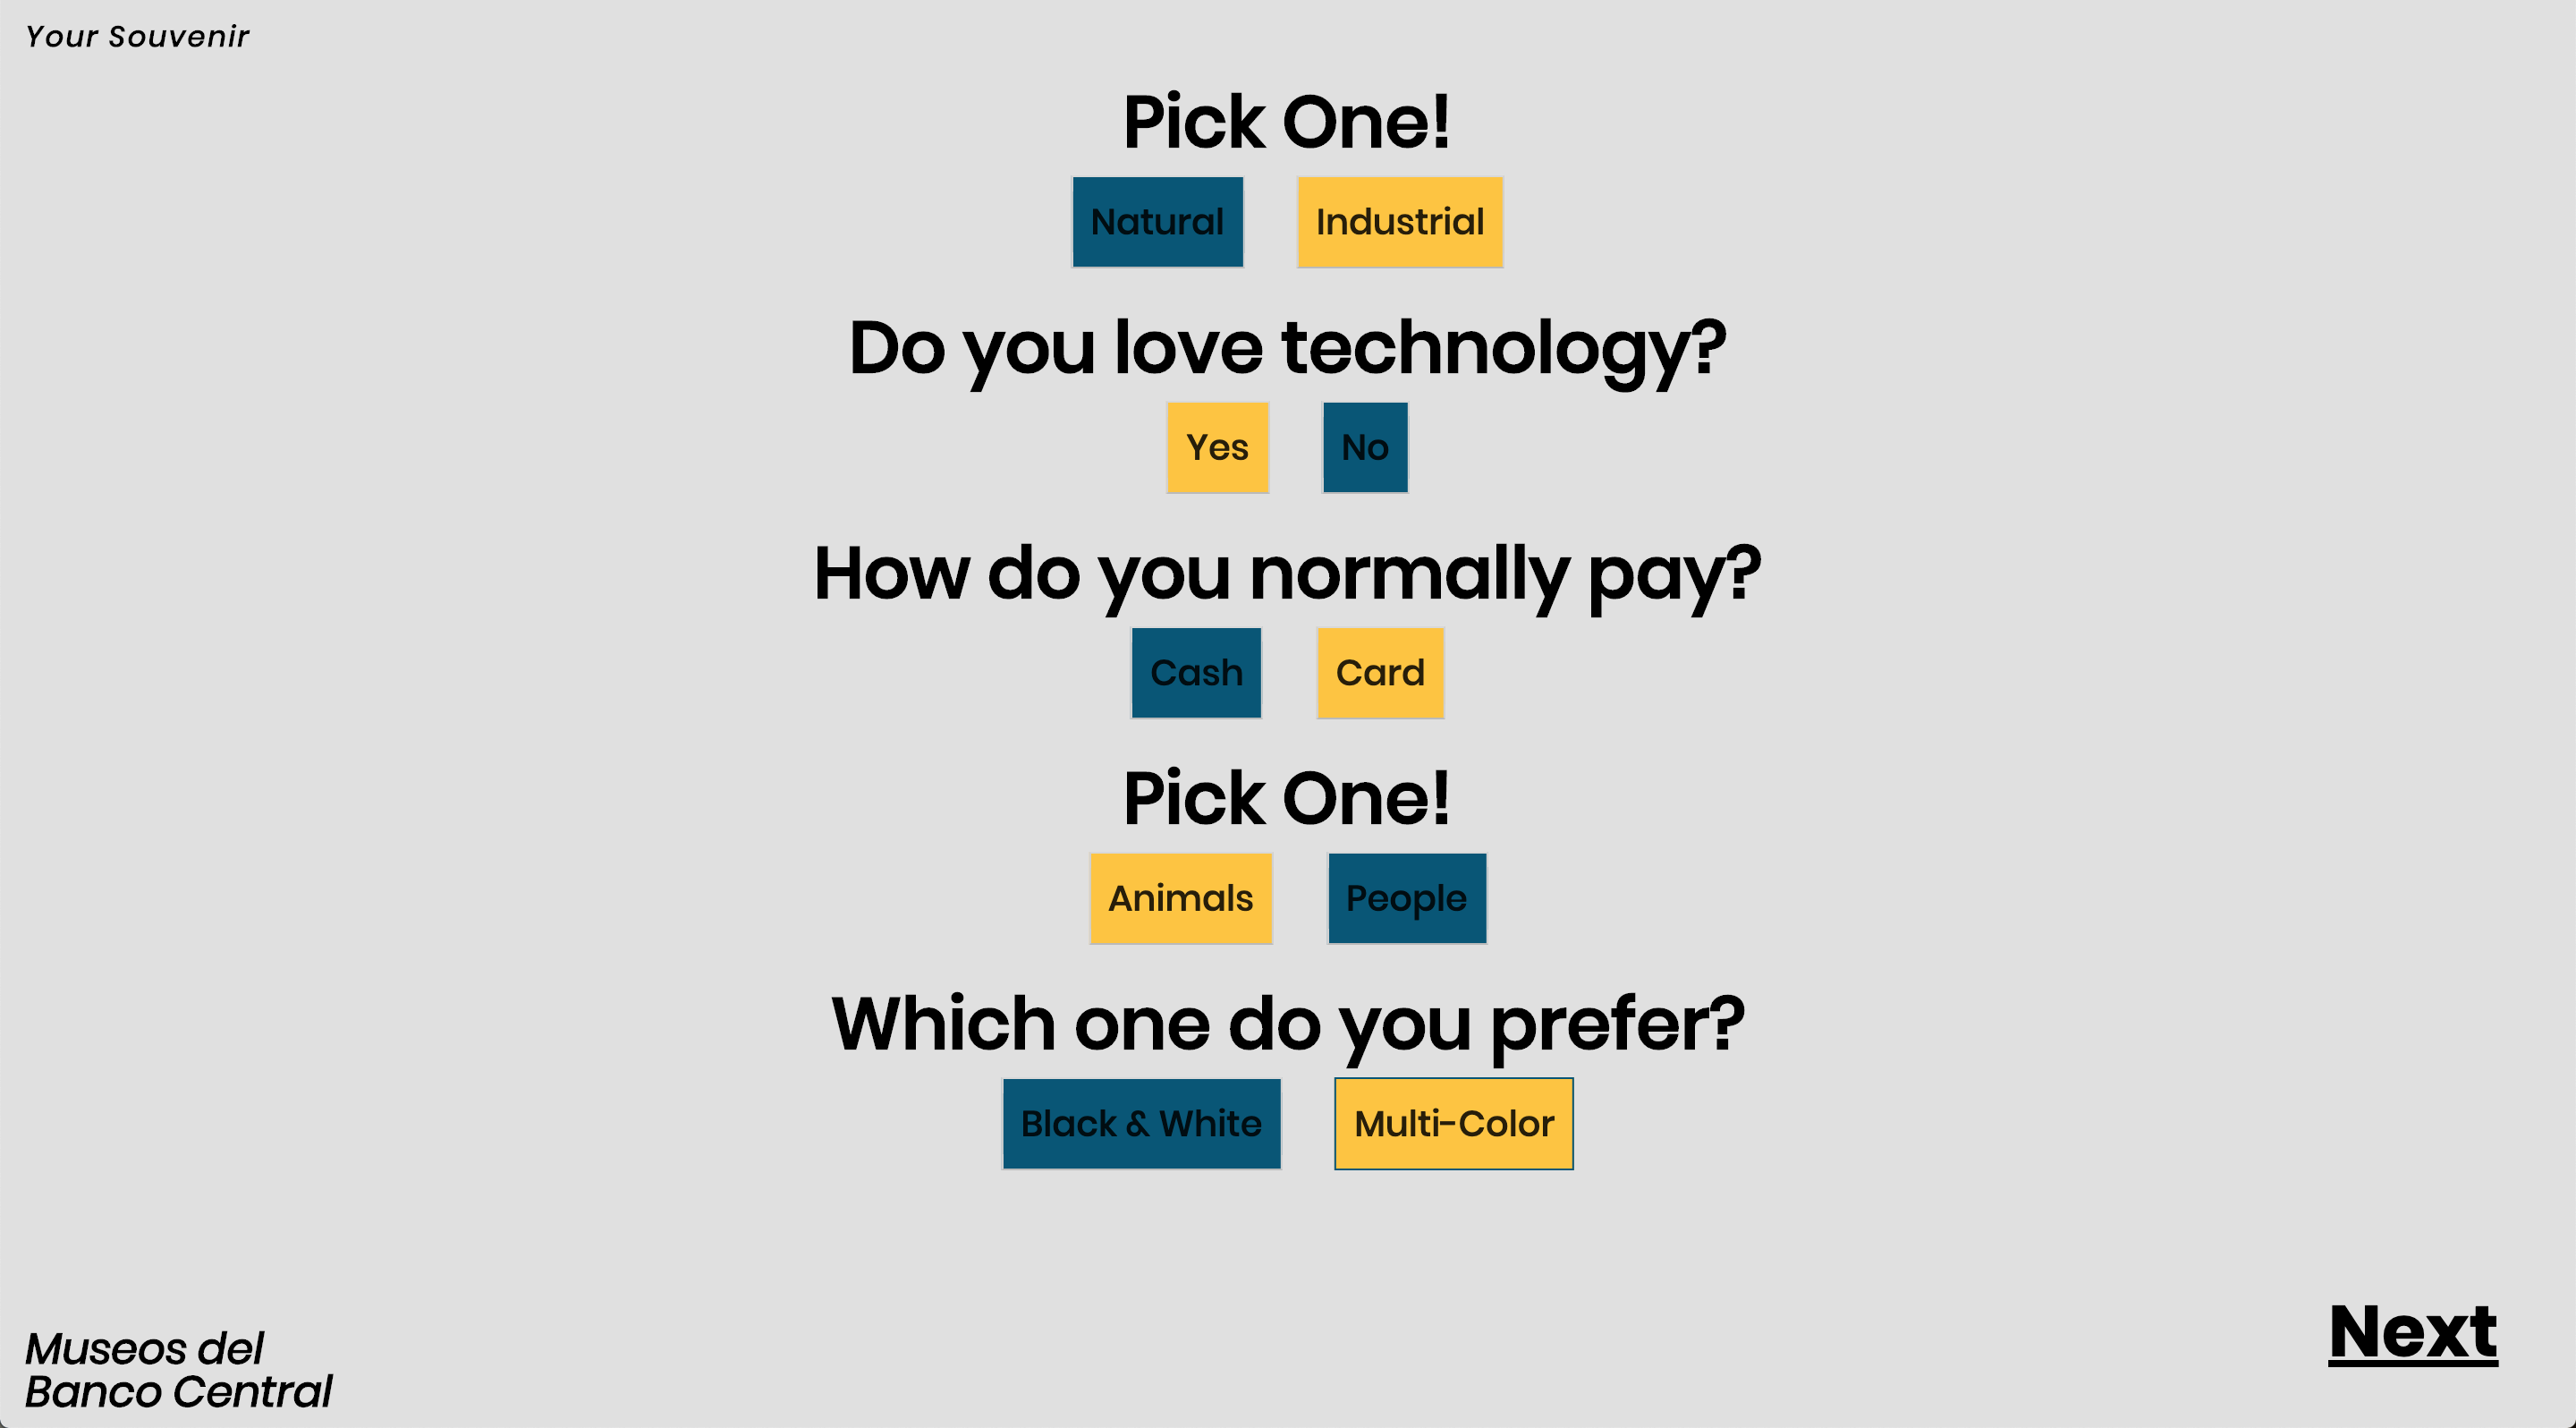 Your Souvenir
Pick One!
Natural Industrial
Do you love technology?
Yes No
How do you normally pay?
Cash Card
Pick One!
Animals People
Which one do you prefer?
Black & White Multi-Color
Next
Museos del
Banco Central